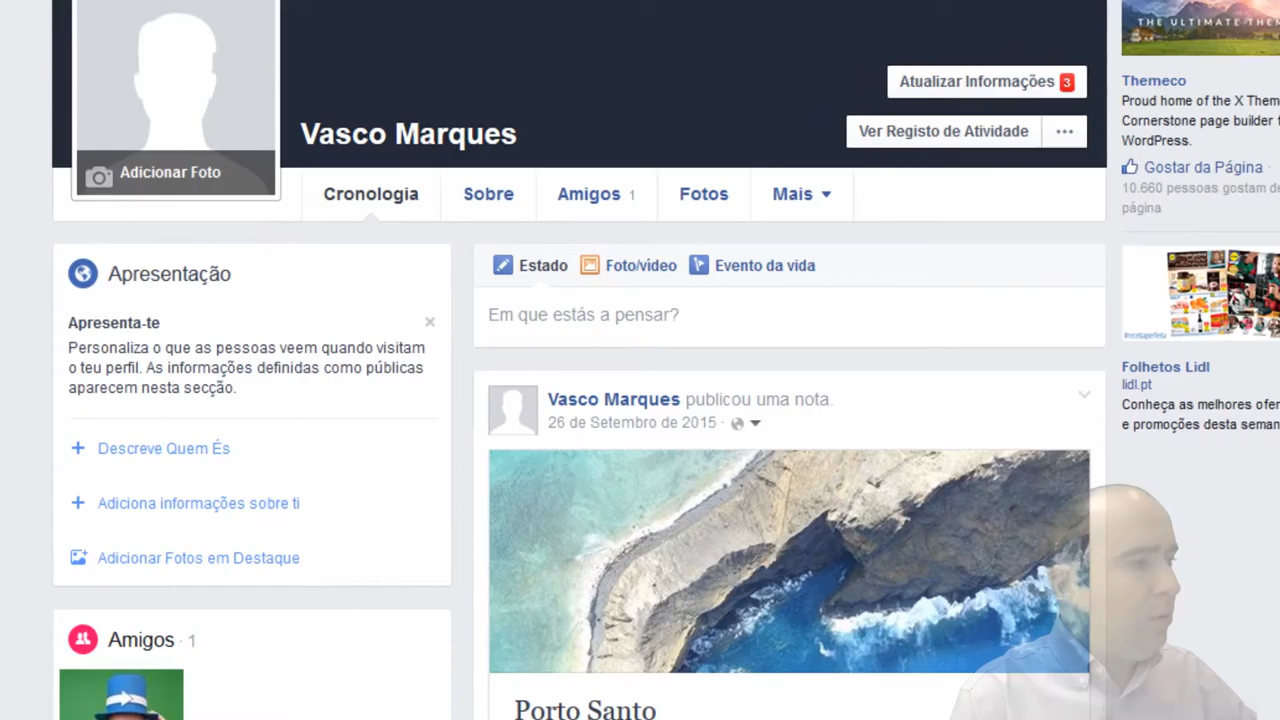 THE ULTIMATE
Atualizar Informações 3
Vasco Marques
Ver Registo de Atividade
Adicionar Foto
Cronologia
Sobre
Amigos 1
Fotos
Mais
Themeco
Proud home of the X Them
Cornerstone page builder f
WordPress.
Gostar da Página ·
10.660 pessoas gostam de
página
Apresentação
Apresenta-te
Personaliza o que as pessoas veem quando visitam
o teu perfil. As informações definidas como públicas
aparecem nesta secção.
+ Descreve Quem És
+ Adiciona informações sobre ti
Adicionar Fotos em Destaque
Amigos · 1
Estado
Foto/vídeo
Evento da vida
Em que estás a pensar?
Vasco Marques publicou uma nota.
26 de Setembro de 2015 ·
Porto Santo
#receitaperfeita
Folhetos Lidl
lidl.pt
Conheça as melhores ofer
e promoções desta seman